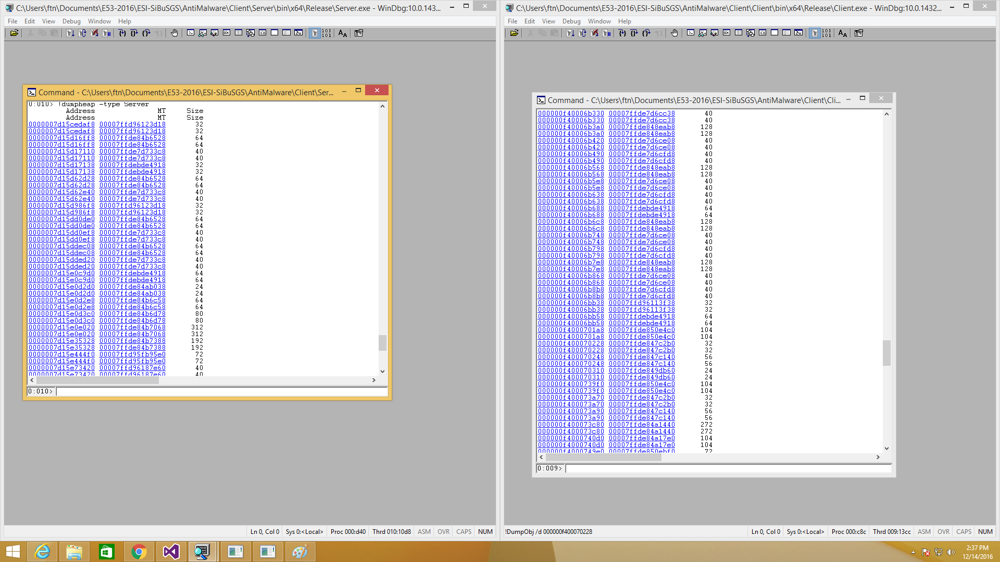 C:\Users\ftn\Documents\E53-2016\ESI-SiBuSGS\AntiMalware\Client\Server\bin\x64\Release\Server.exe - WinDbg:10.0.143...
File Edit View Debug Window Help
Command - C:\Users\ftn\Documents\E53-2016\ESI-SiBuSGS\AntiMalware\Client\Ser...
0:010> !dumpheap -type Server
Address MT Size
Address MT Size
0000007d15cedaf8 00007ffd96123d18 32
0000007d15cedaf8 00007ffd96123d18 32
0000007d15d16ff8 00007ffde84b6528 64
0000007d15d16ff8 00007ffde84b6528 64
0000007d15d17110 00007ffde7d733c8 40
0000007d15d17110 00007ffde7d733c8 40
0000007d15d17138 00007ffdebde4918 32
0000007d15d17138 00007ffdebde4918 32
0000007d15d62d28 00007ffde84b6528 64
0000007d15d62d28 00007ffde84b6528 64
0000007d15d62e40 00007ffde7d733c8 40
0000007d15d62e40 00007ffde7d733c8 40
0000007d15d986f8 00007ffd96123d18 32
0000007d15d986f8 00007ffd96123d18 32
0000007d15dd0de0 00007ffde84b6528 64
0000007d15dd0de0 00007ffde84b6528 64
0000007d15dd0ef8 00007ffde7d733c8 40
0000007d15dd0ef8 00007ffde7d733c8 40
0000007d15ddec08 00007ffde84b6528 64
0000007d15ddec08 00007ffde84b6528 64
0000007d15dded20 00007ffde7d733c8 40
0000007d15dded20 00007ffde7d733c8 40
0000007d15e0c9d0 00007ffdebde4918 64
0000007d15e0c9d0 00007ffdebde4918 64
0000007d15e0d2d0 00007ffde84ab038 24
0000007d15e0d2d0 00007ffde84ab038 24
0000007d15e0d2e8 00007ffde84b6c58 64
0000007d15e0d2e8 00007ffde84b6c58 64
0000007d15e0d3c0 00007ffde84b6d78 80
0000007d15e0d3c0 00007ffde84b6d78 80
0000007d15e0e020 00007ffde84b7068 312
0000007d15e0e020 00007ffde84b7068 312
0000007d15e35328 00007ffde84b7388 192
0000007d15e35328 00007ffde84b7388 192
0000007d15e444f0 00007ffd95fb95e0 72
0000007d15e444f0 00007ffd95fb95e0 72
0000007d15e73420 00007ffd96187e60 40
0000007d15e73420 00007ffd96187e60 40
0:010>
Ln 0, Col 0 Sys 0:<Local> Proc 000:d40 Thrd 010:10d8 ASM OVR CAPS NUM
C:\Users\ftn\Documents\E53-2016\ESI-SiBuSGS\AntiMalware\Client\Client\bin\x64\Release\Client.exe - WinDbg:10.0.1432...
File Edit View Debug Window Help
Command - C:\Users\ftn\Documents\E53-2016\ESI-SiBuSGS\AntiMalware\Client\Cli...
000000f40006b330 00007ffde7d6cc38 40
000000f40006b330 00007ffde7d6cc38 40
000000f40006b3a0 00007ffde848eab8 128
000000f40006b3a0 00007ffde848eab8 128
000000f40006b420 00007ffde7d6ce08 40
000000f40006b420 00007ffde7d6ce08 40
000000f40006b490 00007ffde7d6cfd8 40
000000f40006b490 00007ffde7d6cfd8 40
000000f40006b568 00007ffde848eab8 128
000000f40006b568 00007ffde848eab8 128
000000f40006b5e8 00007ffde7d6ce08 40
000000f40006b5e8 00007ffde7d6ce08 40
000000f40006b638 00007ffde7d6cfd8 40
000000f40006b638 00007ffde7d6cfd8 40
000000f40006b688 00007ffdebde4918 64
000000f40006b688 00007ffdebde4918 64
000000f40006b6c8 00007ffde848eab8 128
000000f40006b6c8 00007ffde848eab8 128
000000f40006b748 00007ffde7d6ce08 40
000000f40006b748 00007ffde7d6ce08 40
000000f40006b798 00007ffde7d6cfd8 40
000000f40006b798 00007ffde7d6cfd8 40
000000f40006b7e8 00007ffde848eab8 128
000000f40006b7e8 00007ffde848eab8 128
000000f40006b868 00007ffde7d6ce08 40
000000f40006b868 00007ffde7d6ce08 40
000000f40006b8b8 00007ffde7d6cfd8 40
000000f40006b8b8 00007ffde7d6cfd8 40
000000f40006bb38 00007ffd96113f38 32
000000f40006bb38 00007ffd96113f38 32
000000f40006bb58 00007ffdebde4918 64
000000f40006bb58 00007ffdebde4918 64
000000f4000701a8 00007ffde850e4c0 104
000000f4000701a8 00007ffde850e4c0 104
000000f400070228 00007ffde847c2b0 32
000000f400070228 00007ffde847c2b0 32
000000f400070248 00007ffde847c140 56
000000f400070248 00007ffde847c140 56
000000f400070310 00007ffde849db60 24
000000f400070310 00007ffde849db60 24
000000f4000739f0 00007ffde850e4c0 104
000000f4000739f0 00007ffde850e4c0 104
000000f400073a70 00007ffde847c2b0 32
000000f400073a70 00007ffde847c2b0 32
000000f400073a90 00007ffde847c140 56
000000f400073a90 00007ffde847c140 56
000000f400073c80 00007ffde84a1440 272
000000f400073c80 00007ffde84a1440 272
000000f4000740d0 00007ffde84a17e0 104
000000f4000740d0 00007ffde84a17e0 104
000000f4000749e0 00007ffde850ebf0 72
0:009>
!DumpObj /d 000000f400070228
Ln 0, Col 0 Sys 0:<Local> Proc 000:c8c Thrd 009:13cc ASM OVR CAPS NUM
2:37 PM
12/14/2016